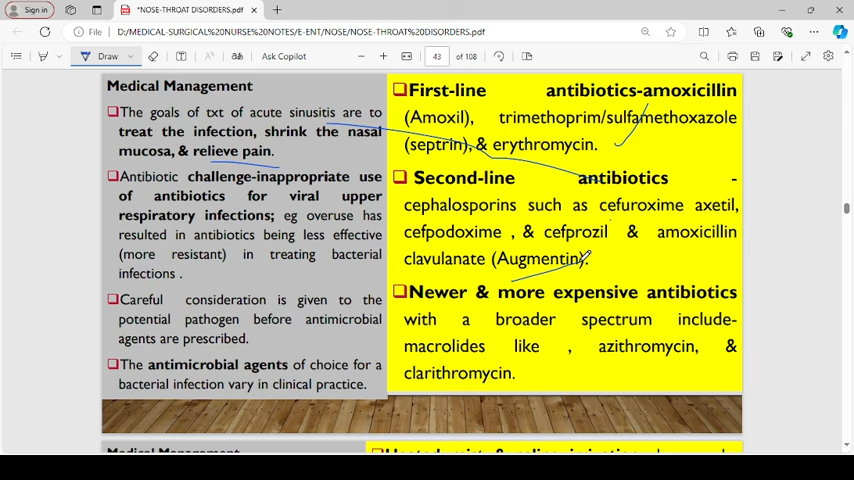 Sign in
*NOSE-THROAT DISORDERS.pdf
File
D:/MEDICAL-SURGICAL%20NURSE%20NOTES/E-ENT/NOSE/NOSE-THROAT%20DISORDERS.pdf
Draw
Ask Copilot
43 of 108
Medical Management
The goals of txt of acute sinusitis are to
treat the infection, shrink the nasal
mucosa, & relieve pain.
Antibiotic challenge-inappropriate use
of antibiotics for viral upper
respiratory infections; eg overuse has
resulted in antibiotics being less effective
(more resistant) in treating bacterial
infections .
Careful consideration is given to the
potential pathogen before antimicrobial
agents are prescribed.
The antimicrobial agents of choice for a
bacterial infection vary in clinical practice.
First-line antibiotics-amoxicillin
(Amoxil), trimethoprim/sulfamethoxazole
(septrin), & erythromycin.
Second-line antibiotics -
cephalosporins such as cefuroxime axetil,
cefpodoxime , & cefprozil & amoxicillin
clavulanate (Augmentin).
Newer & more expensive antibiotics
with a broader spectrum include-
macrolides like , azithromycin, &
clarithromycin.
Medical Management